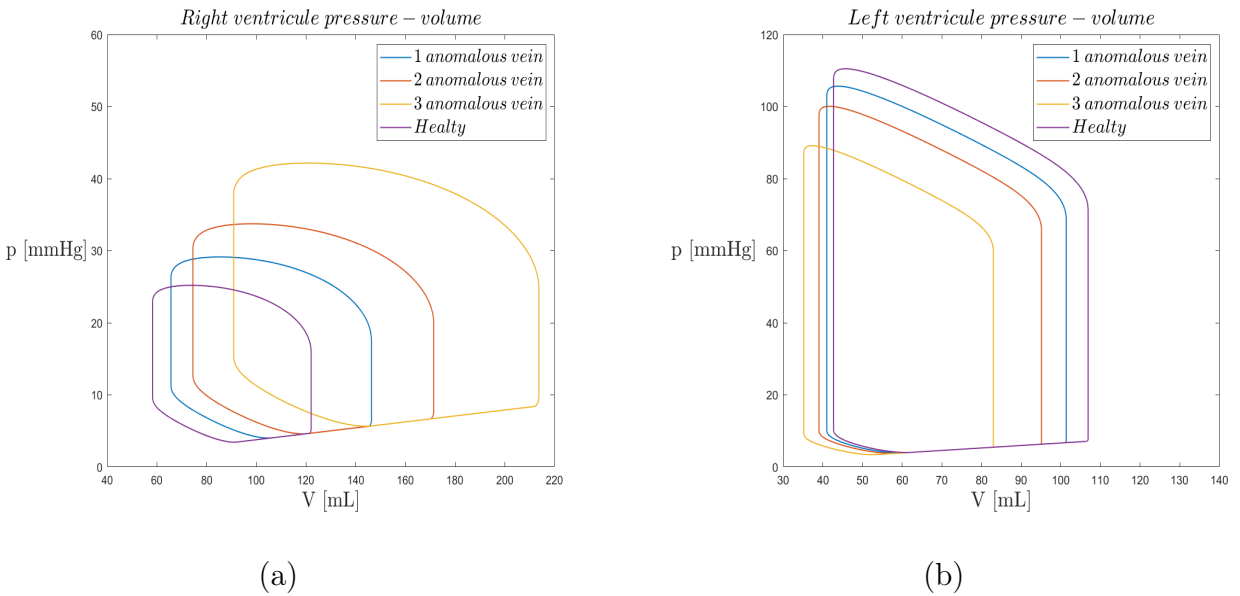 Right ventricule pressure – volume
60
50
40
30
20
10
0
p [mmHg]
1 anomalous vein
2 anomalous vein
3 anomalous vein
Healty
40 60 80 100 120 140 160 180 200 220
V [mL]
(a)
Left ventricule pressure – volume
120
100
80
60
40
20
0
p [mmHg]
1 anomalous vein
2 anomalous vein
3 anomalous vein
Healty
30 40 50 60 70 80 90 100 110 120 130 140
V [mL]
(b)